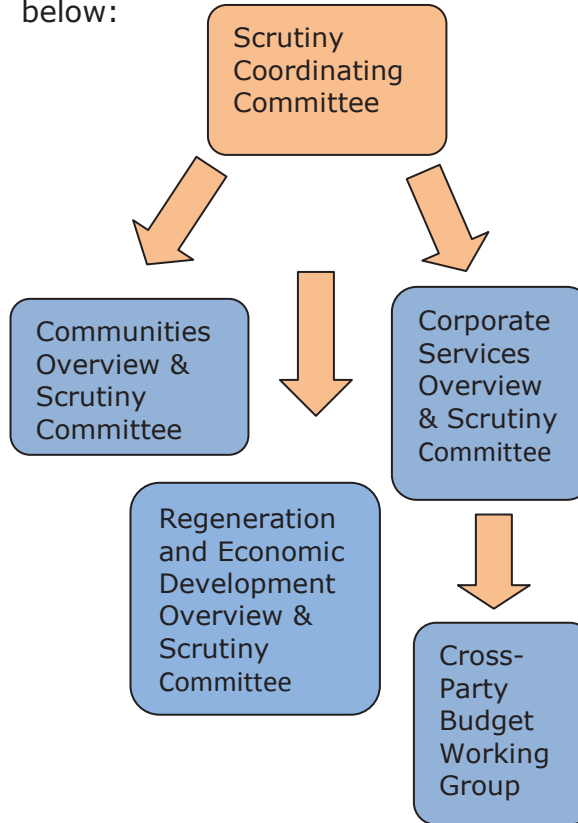 below:
Scrutiny
Coordinating
Committee
Communities
Overview &
Scrutiny
Committee
Corporate
Services
Overview
& Scrutiny
Committee
Regeneration
and Economic
Development
Overview &
Scrutiny
Committee
Cross-
Party
Budget
Working
Group